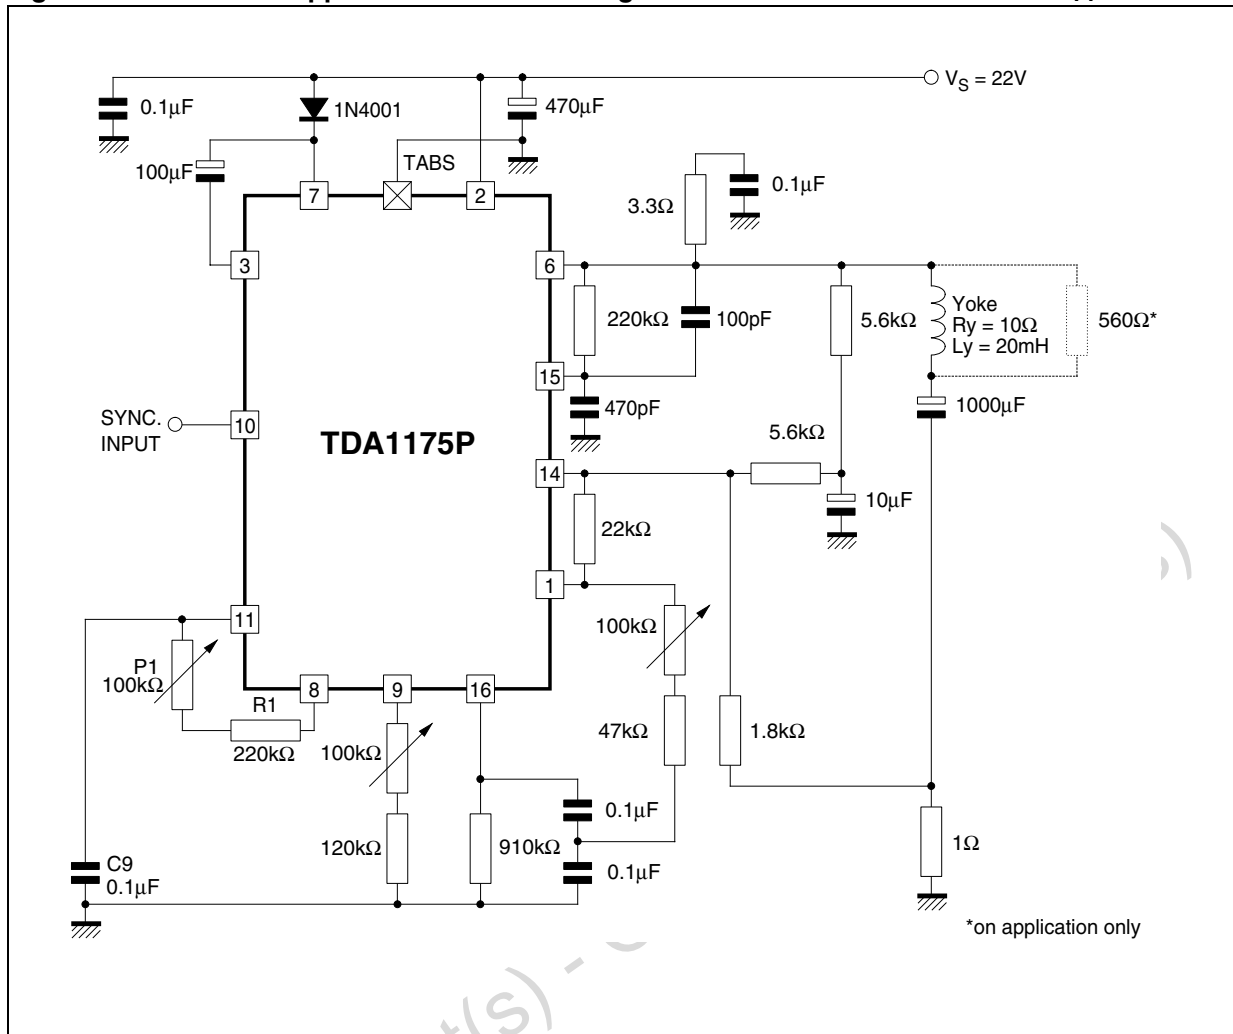 VS = 22V
0.1µF
1N4001
470µF
100µF
TABS
7
2
3.3Ω
0.1µF
3
6
220kΩ
100pF
5.6kΩ
Yoke
Ry = 10Ω
Ly = 20mH
560Ω*
15
470pF
1000µF
SYNC.
INPUT
10
TDA1175P
5.6kΩ
14
10µF
22kΩ
1
11
100kΩ
P1
100kΩ
8
9
16
R1
220kΩ
100kΩ
47kΩ
1.8kΩ
0.1µF
120kΩ
910kΩ
1Ω
C9
0.1µF
0.1µF
*on application only
t(s) -